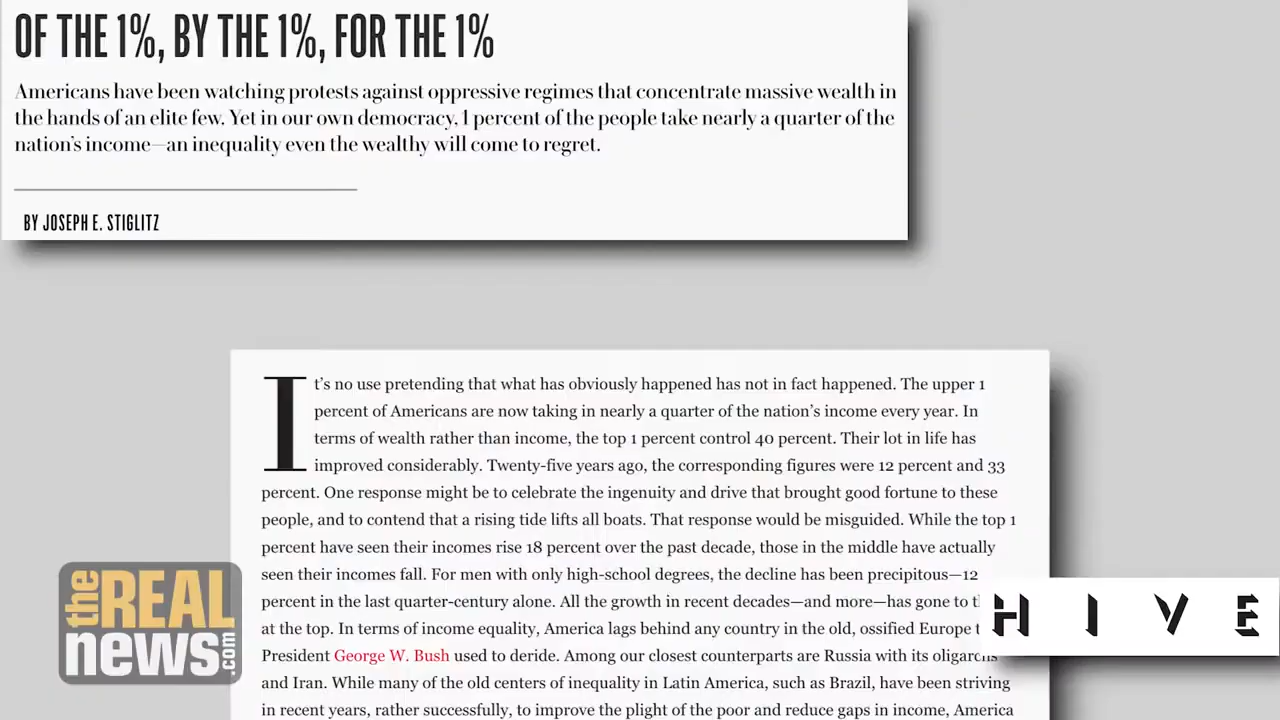 OF THE 1%, BY THE 1%, FOR THE 1%
Americans have been watching protests against oppressive regimes that concentrate massive wealth in
the hands of an elite few. Yet in our own democracy, 1 percent of the people take nearly a quarter of the
nation's income—an inequality even the wealthy will come to regret.
BY JOSEPH E. STIGLITZ
It's no use pretending that what has obviously happened has not in fact happened. The upper 1
percent of Americans are now taking in nearly a quarter of the nation's income every year. In
terms of wealth rather than income, the top 1 percent control 40 percent. Their lot in life has
improved considerably. Twenty-five years ago, the corresponding figures were 12 percent and 33
percent. One response might be to celebrate the ingenuity and drive that brought good fortune to these
people, and to contend that a rising tide lifts all boats. That response would be misguided. While the top 1
percent have seen their incomes rise 18 percent over the past decade, those in the middle have actually
seen their incomes fall. For men with only high-school degrees, the decline has been precipitous—12
percent in the last quarter-century alone. All the growth in recent decades—and more—has gone to
at the top. In terms of income equality, America lags behind any country in the old, ossified Europe
President George W. Bush used to deride. Among our closest counterparts are Russia with its oligarchs
and Iran. While many of the old centers of inequality in Latin America, such as Brazil, have been striving
in recent years, rather successfully, to improve the plight of the poor and reduce gaps in income, America
HIVE
the REAL
news.com